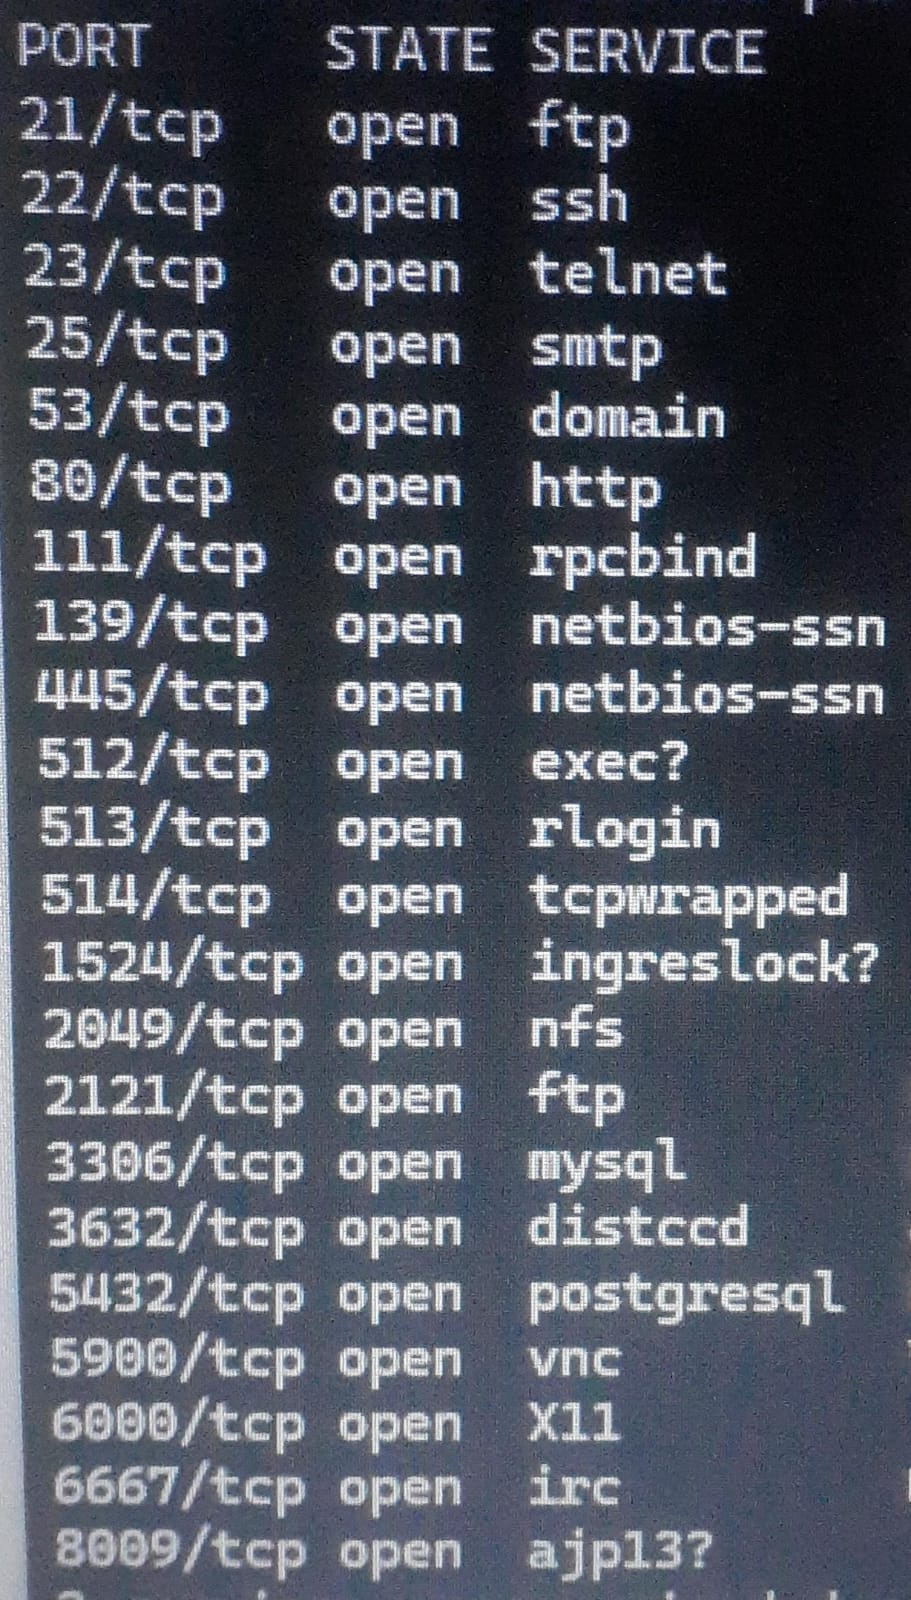 PORT STATE SERVICE
21/tcp open ftp
22/tcp open ssh
23/tcp open telnet
25/tcp open smtp
53/tcp open domain
80/tcp open http
111/tcp open rpcbind
139/tcp open netbios-ssn
445/tcp open netbios-ssn
512/tcp open exec?
513/tcp open rlogin
514/tcp open tcpwrapped
1524/tcp open ingreslock?
2049/tcp open nfs
2121/tcp open ftp
3306/tcp open mysql
3632/tcp open distccd
5432/tcp open postgresql
5900/tcp open vnc
6000/tcp open X11
6667/tcp open irc
8009/tcp open ajp13?